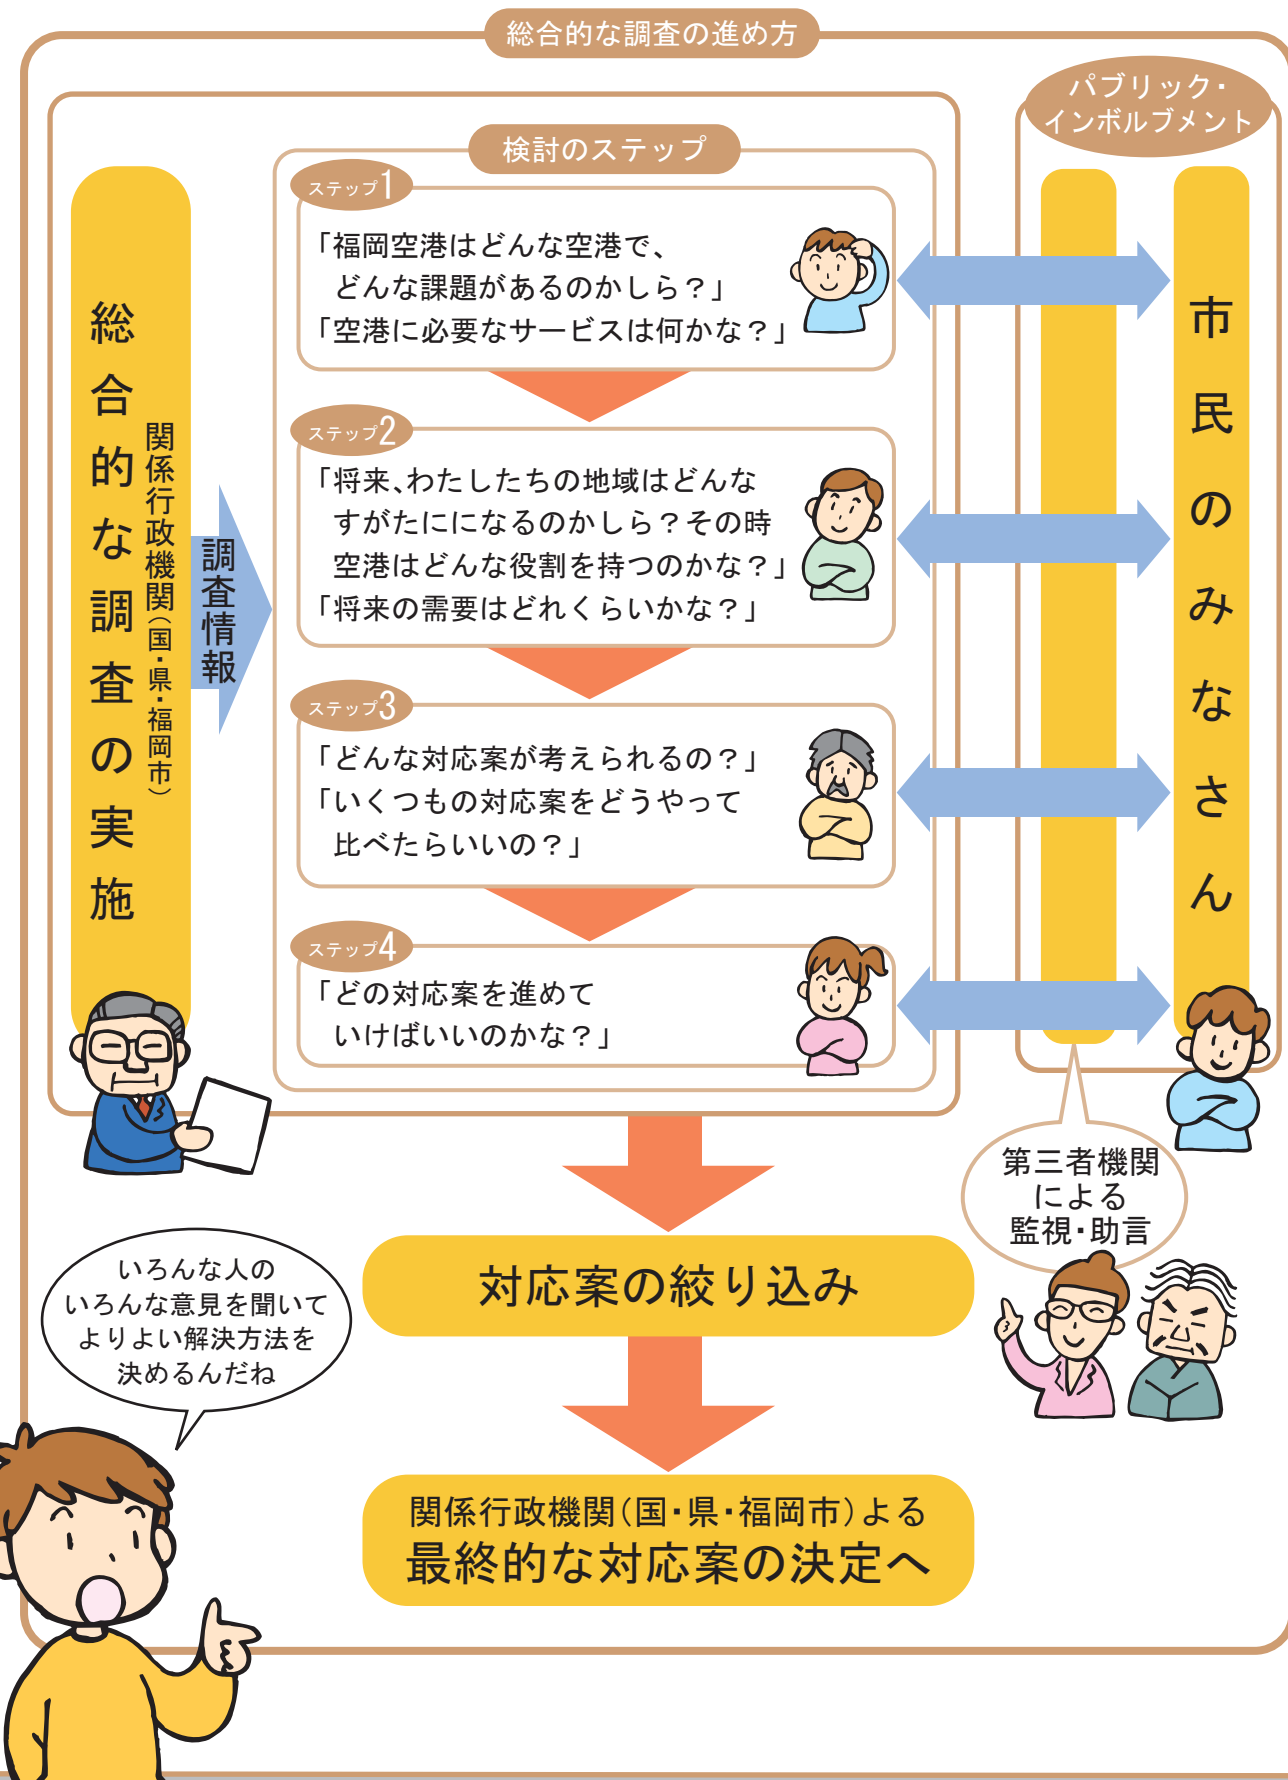 総合的な調査の進め方
パブリック・
インボルブメント
検討のステップ
総合的な調査の実施
関係行政機関(国・県・福岡市)
調査情報
ステップ1
「福岡空港はどんな空港で、
どんな課題があるのかしら?」
「空港に必要なサービスは何かな?」
ステップ2
「将来、わたしたちの地域はどんな
すがたにになるのかしら?その時
空港はどんな役割を持つのかな?」
「将来の需要はどれくらいかな?」
ステップ3
「どんな対応案が考えられるの?」
「いくつもの対応案をどうやって
比べたらいいの?」
ステップ4
「どの対応案を進めて
いけばいいのかな?」
市民のみなさん
第三者機関
による
監視・助言
対応案の絞り込み
いろんな人の
いろんな意見を聞いて
よりよい解決方法を
決めるんだね
関係行政機関(国・県・福岡市)よる
最終的な対応案の決定へ